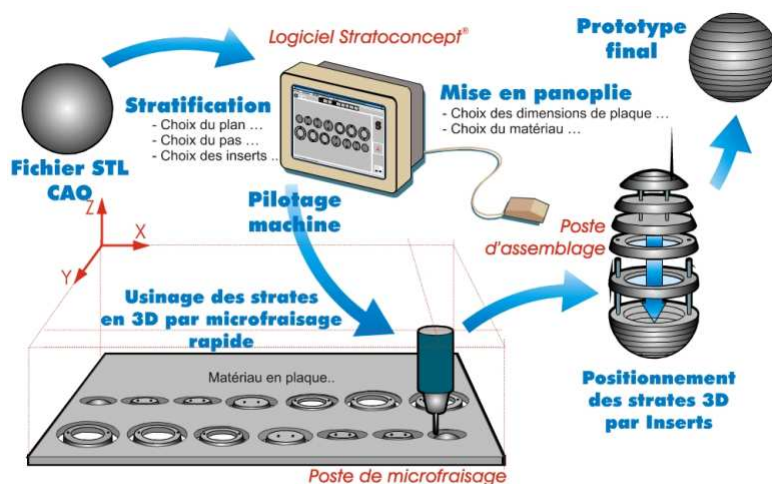 Logiciel Stratoconcept®
Prototype
final
Stratification
- Choix du plan ...
- Choix du pas ...
- Choix des inserts ..
Mise en panoplie
- Choix des dimensions de plaque ...
- Choix du matériau ...
Fichier STL
CAO
Pilotage
machine
Z
X
Y
Poste
d'assemblage
Usinage des strates
en 3D par microfraisage
rapide
Matériau en plaque..
Positionnement
des strates 3D
par Inserts
Poste de microfraisage